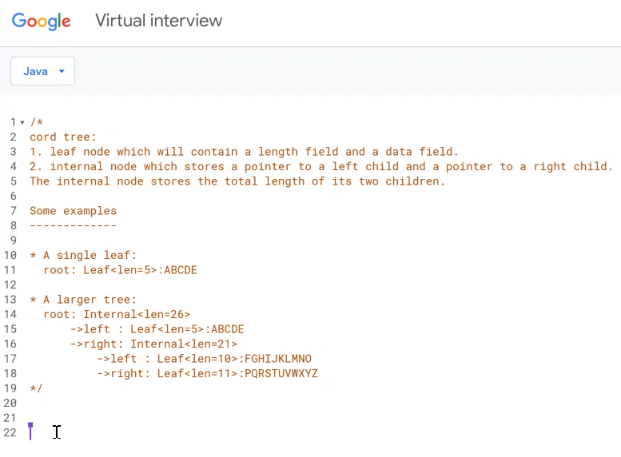 Google Virtual interview
Java
1 /*
2 cord tree:
3 1. leaf node which will contain a length field and a data field.
4 2. internal node which stores a pointer to a left child and a pointer to a right child.
5 The internal node stores the total length of its two children.
6
7 Some examples
8 -------------
9
10 * A single leaf:
11 root: Leaf<len=5>:ABCDE
12
13 * A larger tree:
14 root: Internal<len=26>
15 ->left : Leaf<len=5>:ABCDE
16 ->right: Internal<len=21>
17 ->left : Leaf<len=10>:FGHIJKLMNO
18 ->right: Leaf<len=11>:PQRSTUVWXYZ
19 */
20
21
22